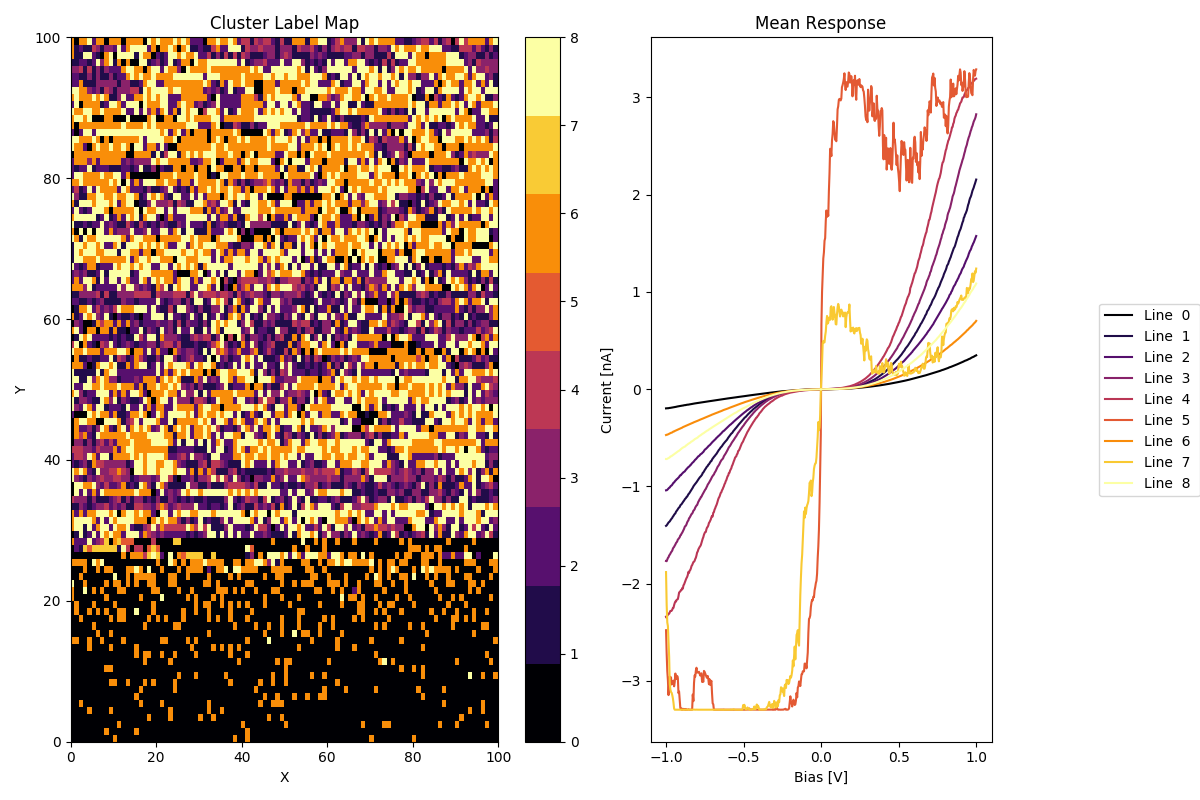 Cluster Label Map
100
80
60
40
20
0
Y
0
20
40
60
80
100
X
8
7
6
5
4
3
2
1
0
Mean Response
3
2
1
0
−1
−2
−3
Current [nA]
−1.0
−0.5
0.0
0.5
1.0
Bias [V]
Line 0
Line 1
Line 2
Line 3
Line 4
Line 5
Line 6
Line 7
Line 8